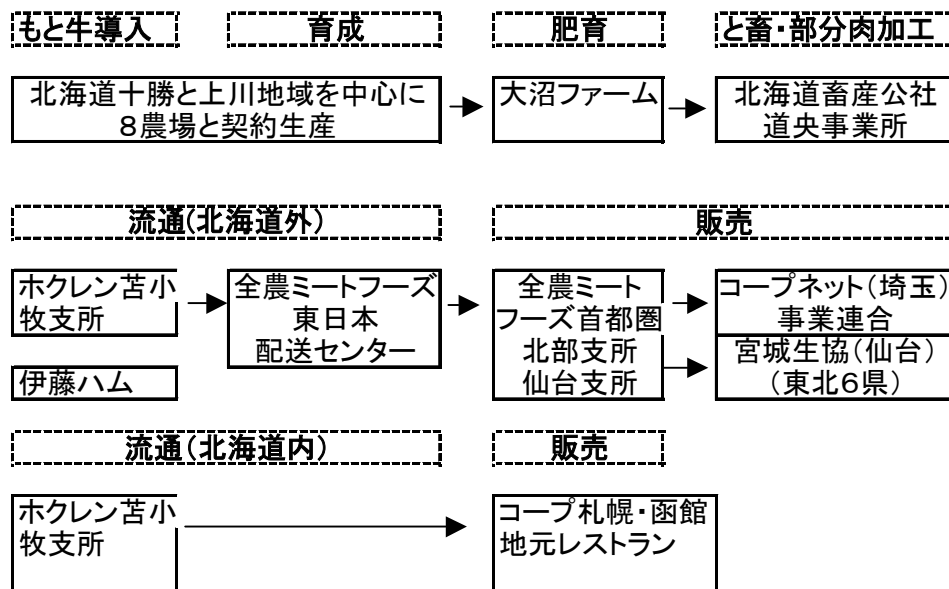 もと牛導入
育成
肥育
と畜・部分肉加工
北海道十勝と上川地域を中心に
８農場と契約生産
大沼ファーム
北海道畜産公社
道央事業所
流通(北海道外)
販売
ホクレン苫小
牧支所
全農ミートフーズ
東日本
配送センター
全農ミート
フーズ首都圏
北部支所
仙台支所
コープネット(埼玉)
事業連合
宮城生協(仙台)
(東北６県)
伊藤ハム
流通(北海道内)
販売
ホクレン苫小
牧支所
コープ札幌・函館
地元レストラン